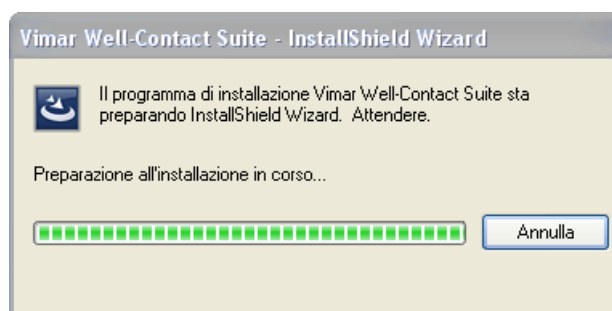 Vimar Well-Contact Suite - InstallShield Wizard
Il programma di installazione Vimar Well-Contact Suite sta
preparando InstallShield Wizard. Attendere.
Preparazione all'installazione in corso...
Annulla